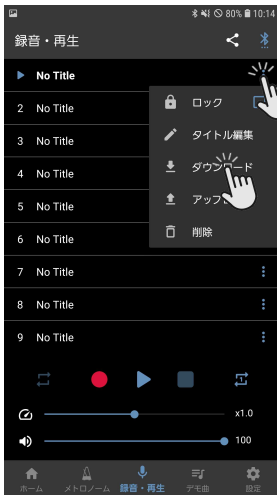 80% 10:14
録音・再生
No Title
ロック
2 No Title
タイトル編集
3 No Title
4 No Title
ダウンロード
5 No Title
6 No Title
削除
7 No Title
8 No Title
9 No Title
x1.0
100
ホーム メトロノーム 録音・再生 デモ曲 設定